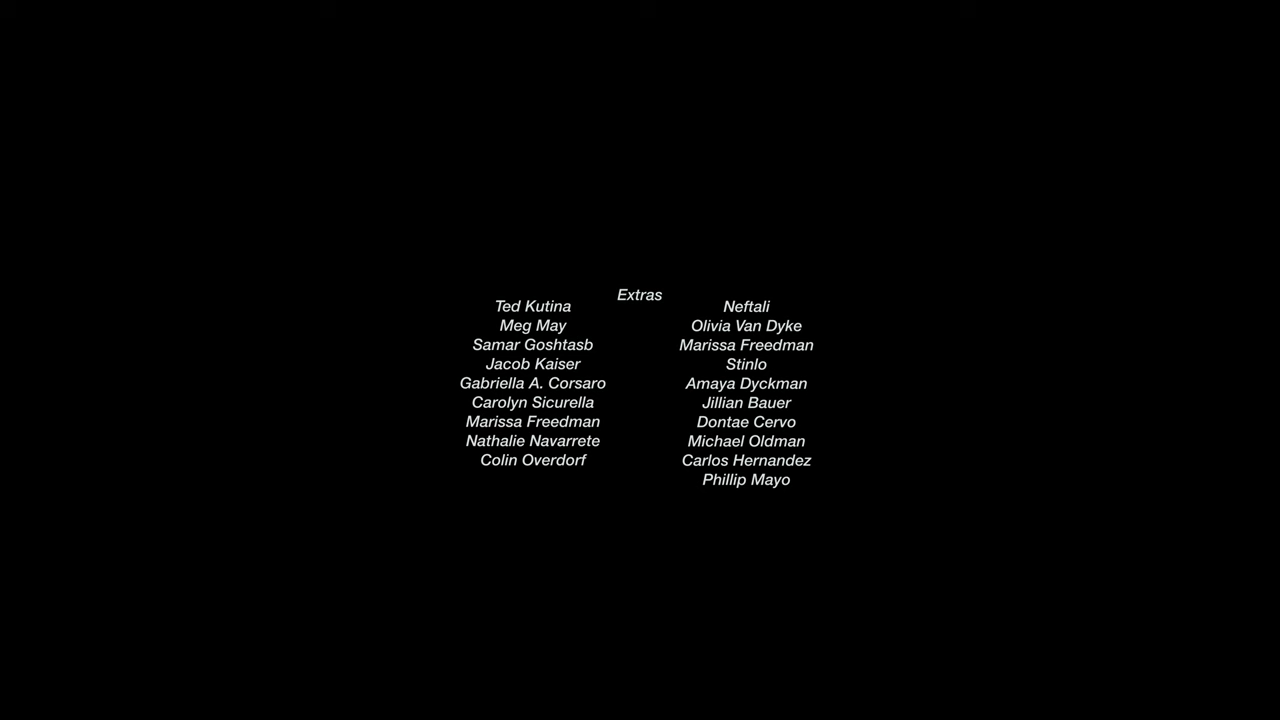 Extras
Ted Kutina
Meg May
Samar Goshtasb
Jacob Kaiser
Gabriella A. Corsaro
Carolyn Sicurella
Marissa Freedman
Nathalie Navarrete
Colin Overdorf
Neftali
Olivia Van Dyke
Marissa Freedman
Stinlo
Amaya Dyckman
Jillian Bauer
Dontae Cervo
Michael Oldman
Carlos Hernandez
Phillip Mayo